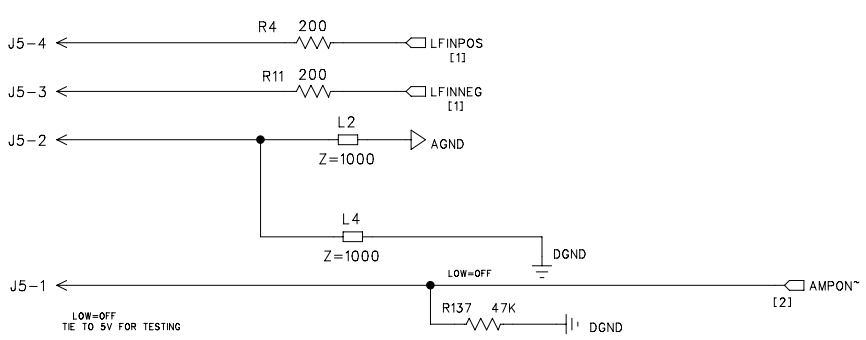 R4 200
J5-4 LFINPOS
[1]
R11 200
J5-3 LFINNEG
[1]
L2
J5-2 AGND
Z=1000
L4
Z=1000 DGND
LOW=OFF
J5-1 AMPON~
[2]
R137 47K
LOW=OFF
TIE TO 5V FOR TESTING DGND